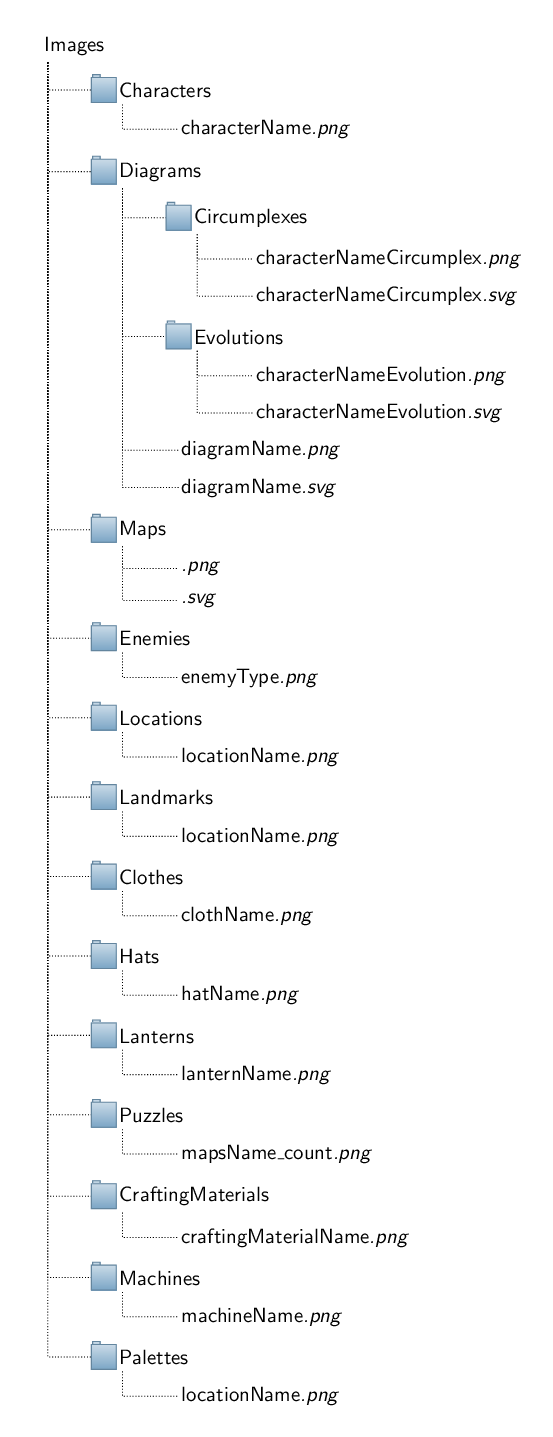 Images
Characters
characterName.png
Diagrams
Circumplexes
characterNameCircumplex.png
characterNameCircumplex.svg
Evolutions
characterNameEvolution.png
characterNameEvolution.svg
diagramName.png
diagramName.svg
Maps
.png
.svg
Enemies
enemyType.png
Locations
locationName.png
Landmarks
locationName.png
Clothes
clothName.png
Hats
hatName.png
Lanterns
lanternName.png
Puzzles
mapsName_count.png
CraftingMaterials
craftingMaterialName.png
Machines
machineName.png
Palettes
locationName.png